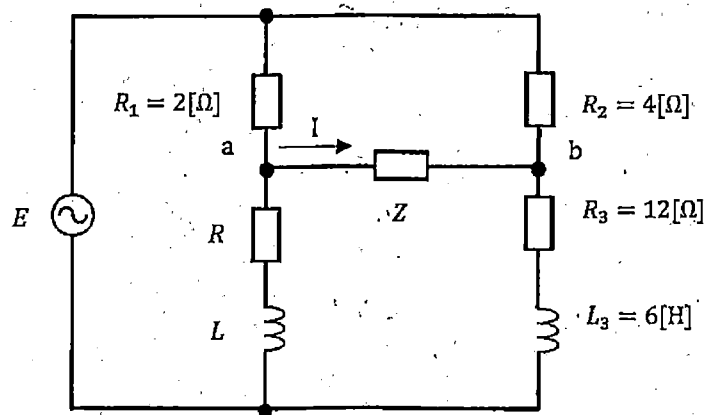 R₁ = 2[Ω]
R₂ = 4[Ω]
a
I
b
E
R
Z
R₃ = 12[Ω]
L
L₃ = 6[H]